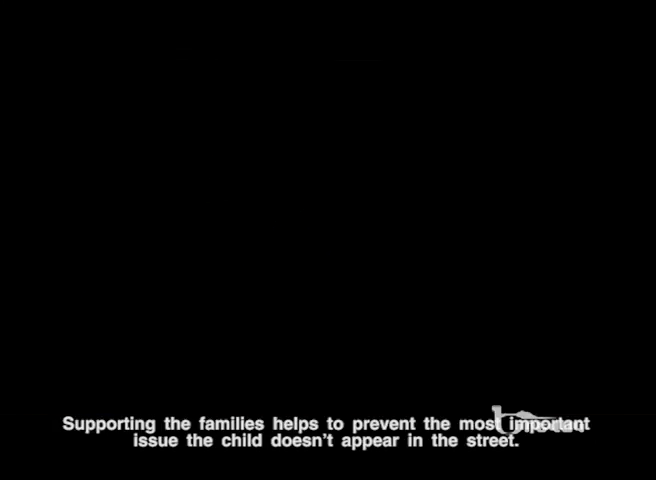 Supporting the families helps to prevent the most important
issue the child doesn't appear in the street.